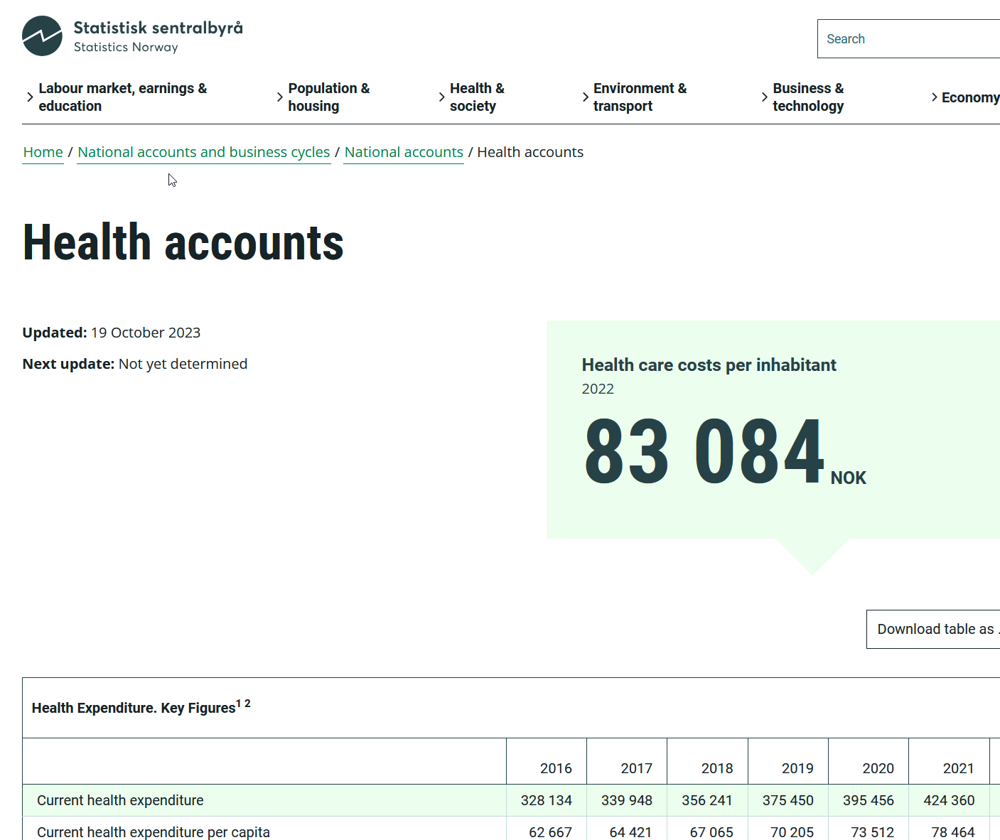 Statistisk sentralbyrå
Statistics Norway
Search
Labour market, earnings &
education
Population &
housing
Health &
society
Environment &
transport
Business &
technology
Economy
Home / National accounts and business cycles / National accounts / Health accounts
Health accounts
Updated: 19 October 2023
Next update: Not yet determined
Health care costs per inhabitant
2022
83 084 NOK
Download table as .
Health Expenditure. Key Figures1 2
2016 2017 2018 2019 2020 2021
Current health expenditure 328 134 339 948 356 241 375 450 395 456 424 360
Current health expenditure per capita 62 667 64 421 67 065 70 205 73 512 78 464